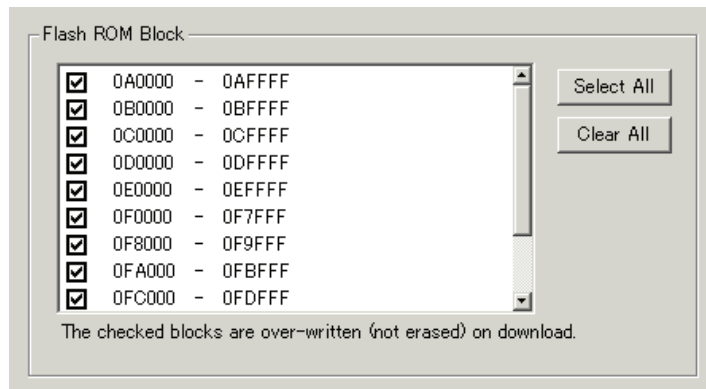 Flash ROM Block
0A0000 - 0AFFFF
0B0000 - 0BFFFF
0C0000 - 0CFFFF
0D0000 - 0DFFFF
0E0000 - 0EFFFF
0F0000 - 0F7FFF
0F8000 - 0F9FFF
0FA000 - 0FBFFF
0FC000 - 0FDFFF
Select All
Clear All
The checked blocks are over-written (not erased) on download.